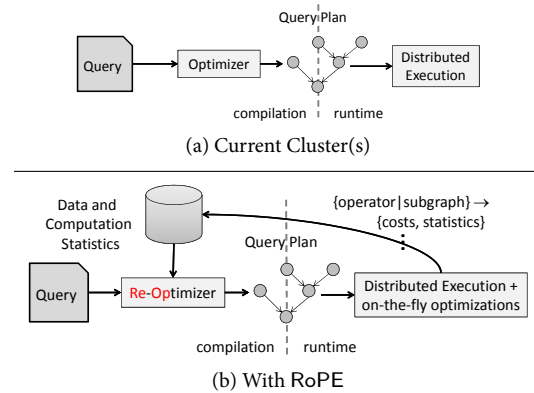 Query Plan
Query
Optimizer
Distributed
Execution
compilation
runtime
(a) Current Cluster(s)
Data and
Computation
Statistics
{operator|subgraph} →
{costs, statistics}
Query Plan
Query
Re-Optimizer
Distributed Execution +
on-the-fly optimizations
compilation
runtime
(b) With RoPE